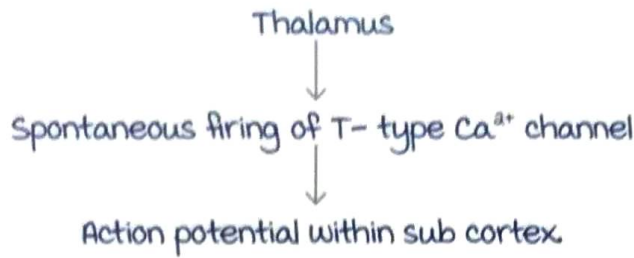 Thalamus
Spontaneous firing of T- type Ca²⁺ channel
Action potential within sub cortex.